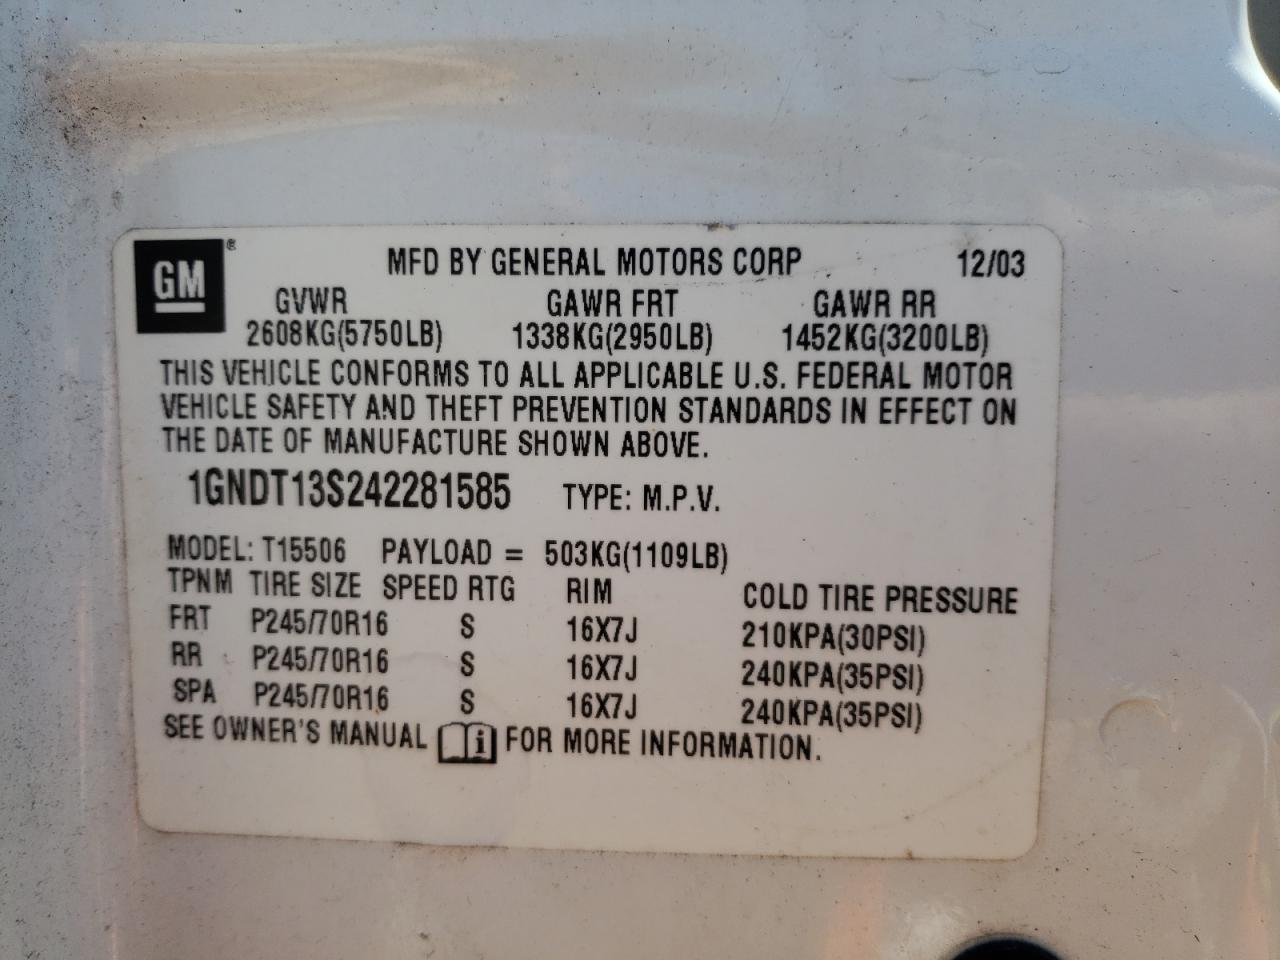 GM® MFD BY GENERAL MOTORS CORP 12/03
GVWR GAWR FRT GAWR RR
2608KG(5750LB) 1338KG(2950LB) 1452KG(3200LB)
THIS VEHICLE CONFORMS TO ALL APPLICABLE U.S. FEDERAL MOTOR
VEHICLE SAFETY AND THEFT PREVENTION STANDARDS IN EFFECT ON
THE DATE OF MANUFACTURE SHOWN ABOVE.
1GNDT13S242281585 TYPE: M.P.V.
MODEL: T15506 PAYLOAD = 503KG(1109LB)
TPNM TIRE SIZE SPEED RTG RIM COLD TIRE PRESSURE
FRT P245/70R16 S 16X7J 210KPA(30PSI)
RR P245/70R16 S 16X7J 240KPA(35PSI)
SPA P245/70R16 S 16X7J 240KPA(35PSI)
SEE OWNER'S MANUAL i FOR MORE INFORMATION.